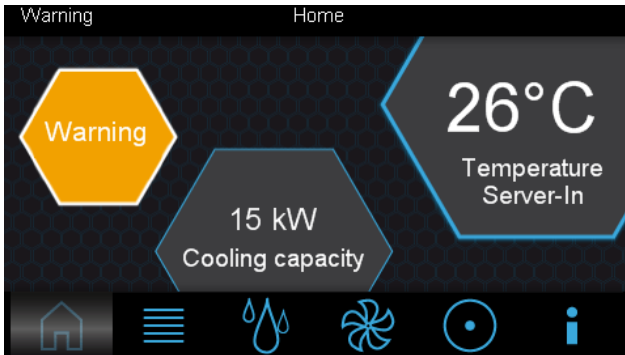 Warning
Home
Warning
26°C
Temperature
Server-In
15 kW
Cooling capacity